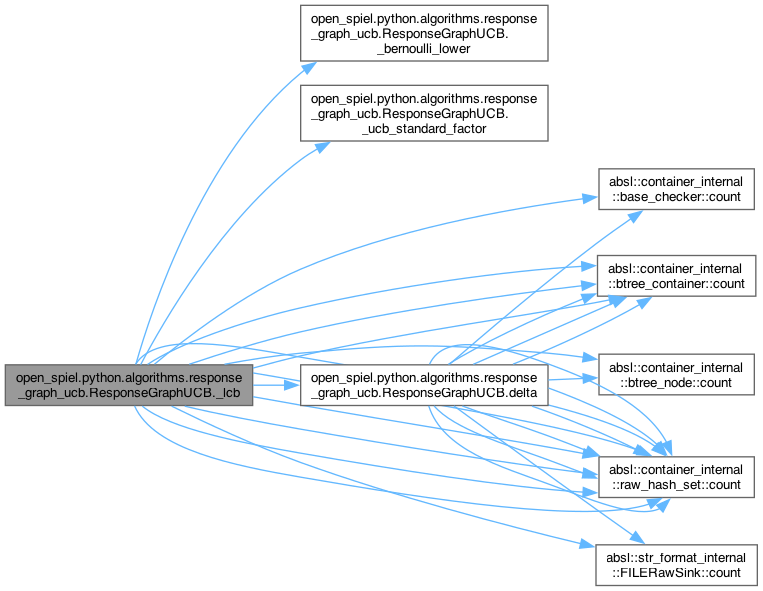 open_spiel.python.algorithms.response
_graph_ucb.ResponseGraphUCB.
_bernoulli_lower
open_spiel.python.algorithms.response
_graph_ucb.ResponseGraphUCB.
_ucb_standard_factor
absl::container_internal
::base_checker::count
absl::container_internal
::btree_container::count
open_spiel.python.algorithms.response
_graph_ucb.ResponseGraphUCB._lcb
open_spiel.python.algorithms.response
_graph_ucb.ResponseGraphUCB.delta
absl::container_internal
::btree_node::count
absl::container_internal
::raw_hash_set::count
absl::str_format_internal
::FILERawSink::count